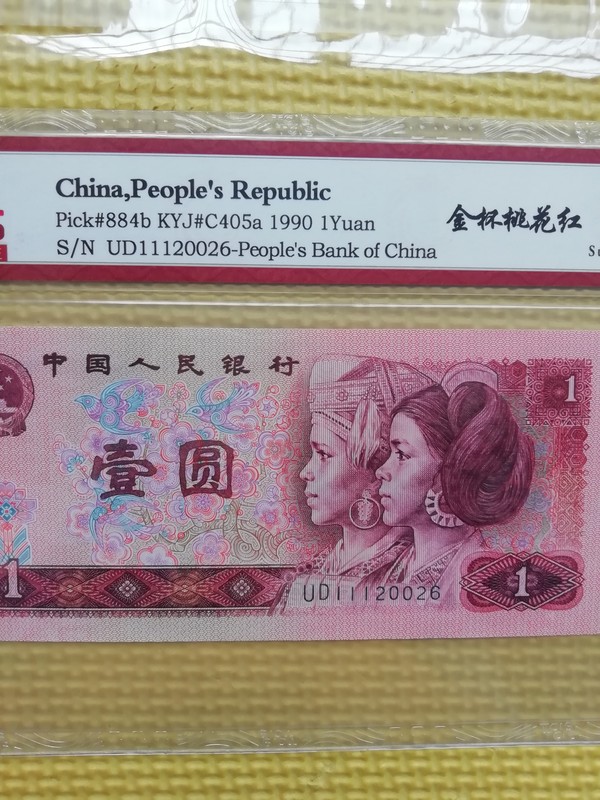 China,People's Republic
Pick#884b KYJ#C405a 1990 1Yuan
S/N UD11120026-People's Bank of China
金杯桃花红
中国人民银行
1
壹圆
1
UD11120026
1